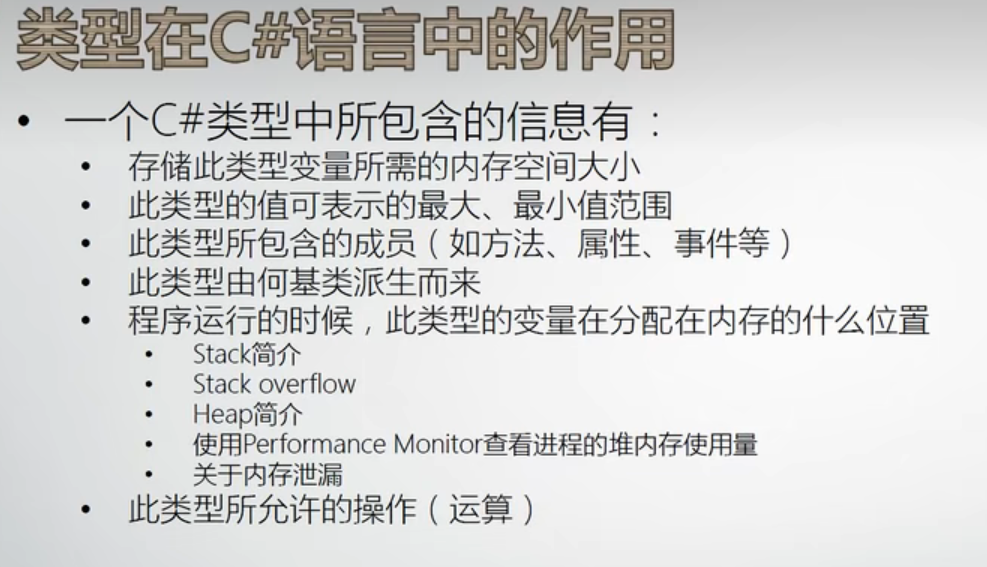 类型在C#语言中的作用
• 一个C#类型中所包含的信息有：
• 存储此类型变量所需的内存空间大小
• 此类型的值可表示的最大、最小值范围
• 此类型所包含的成员（如方法、属性、事件等）
• 此类型由何基类派生而来
• 程序运行的时候，此类型的变量在分配在内存的什么位置
• Stack简介
• Stack overflow
• Heap简介
• 使用Performance Monitor查看进程的堆内存使用量
• 关于内存泄漏
• 此类型所允许的操作（运算）